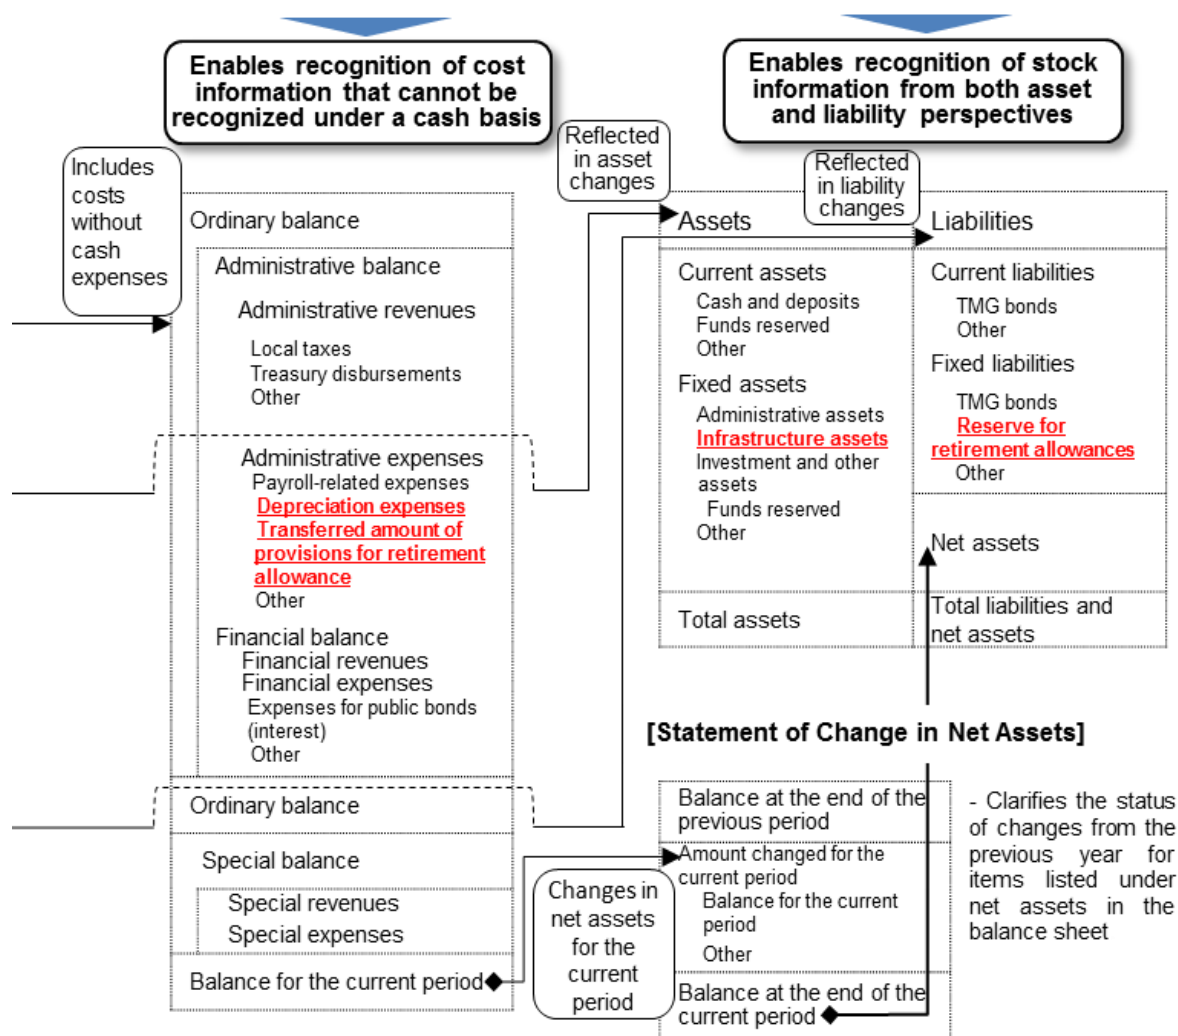 Enables recognition of cost
information that cannot be
recognized under a cash basis
Enables recognition of stock
information from both asset
and liability perspectives
Includes
costs
without
cash
expenses
Reflected
in asset
changes
Reflected
in liability
changes
Ordinary balance
Administrative balance
Administrative revenues
Local taxes
Treasury disbursements
Other
Administrative expenses
Payroll-related expenses
Depreciation expenses
Transferred amount of
provisions for retirement
allowance
Other
Financial balance
Financial revenues
Financial expenses
Expenses for public bonds
(interest)
Other
Ordinary balance
Special balance
Special revenues
Special expenses
Balance for the current period
Assets
Current assets
Cash and deposits
Funds reserved
Other
Fixed assets
Administrative assets
Infrastructure assets
Investment and other
assets
Funds reserved
Other
Total assets
Liabilities
Current liabilities
TMG bonds
Other
Fixed liabilities
TMG bonds
Reserve for
retirement allowances
Other
Net assets
Total liabilities and
net assets
[Statement of Change in Net Assets]
Changes in
net assets
for the
current
period
Balance at the end of the
previous period
Amount changed for the
current period
Balance for the current
period
Other
Balance at the end of the
current period
- Clarifies the status
of changes from the
previous year for
items listed under
net assets in the
balance sheet